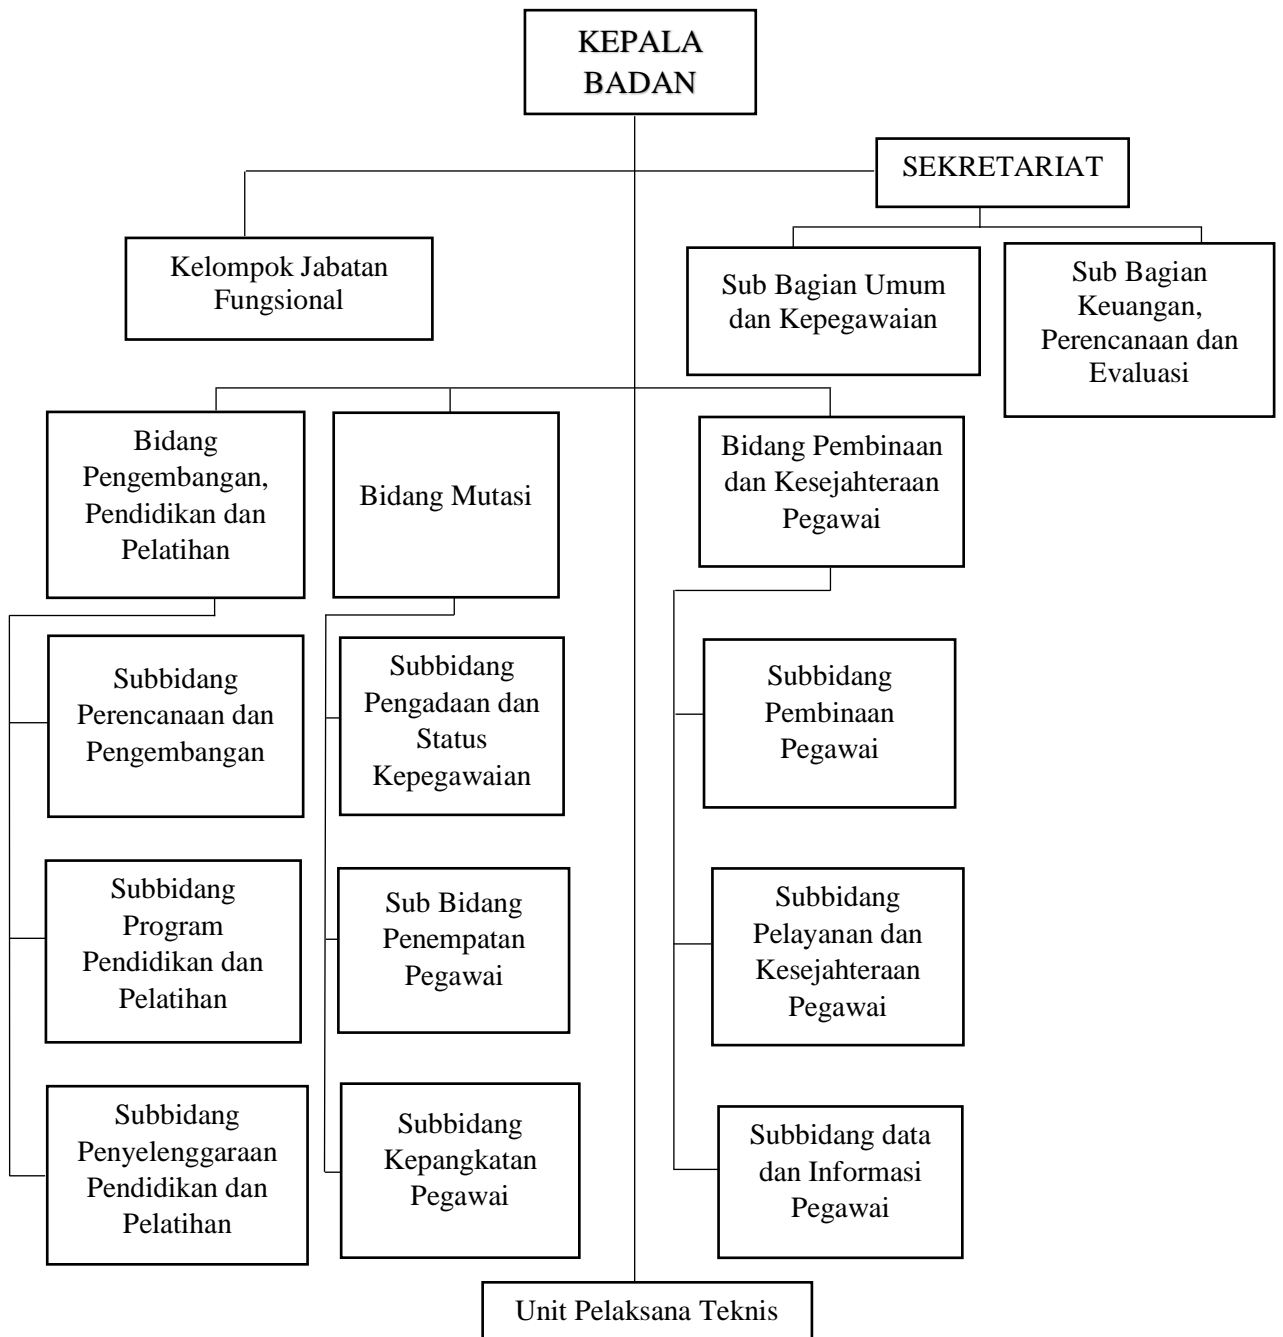 KEPALA
BADAN
SEKRETARIAT
Kelompok Jabatan
Fungsional
Sub Bagian Umum
dan Kepegawaian
Sub Bagian
Keuangan,
Perencanaan dan
Evaluasi
Bidang
Pengembangan,
Pendidikan dan
Pelatihan
Bidang Mutasi
Bidang Pembinaan
dan Kesejahteraan
Pegawai
Subbidang
Perencanaan dan
Pengembangan
Subbidang
Pengadaan dan
Status
Kepegawaian
Subbidang
Pembinaan
Pegawai
Subbidang
Program
Pendidikan dan
Pelatihan
Sub Bidang
Penempatan
Pegawai
Subbidang
Pelayanan dan
Kesejahteraan
Pegawai
Subbidang
Penyelenggaraan
Pendidikan dan
Pelatihan
Subbidang
Kepangkatan
Pegawai
Subbidang data
dan Informasi
Pegawai
Unit Pelaksana Teknis